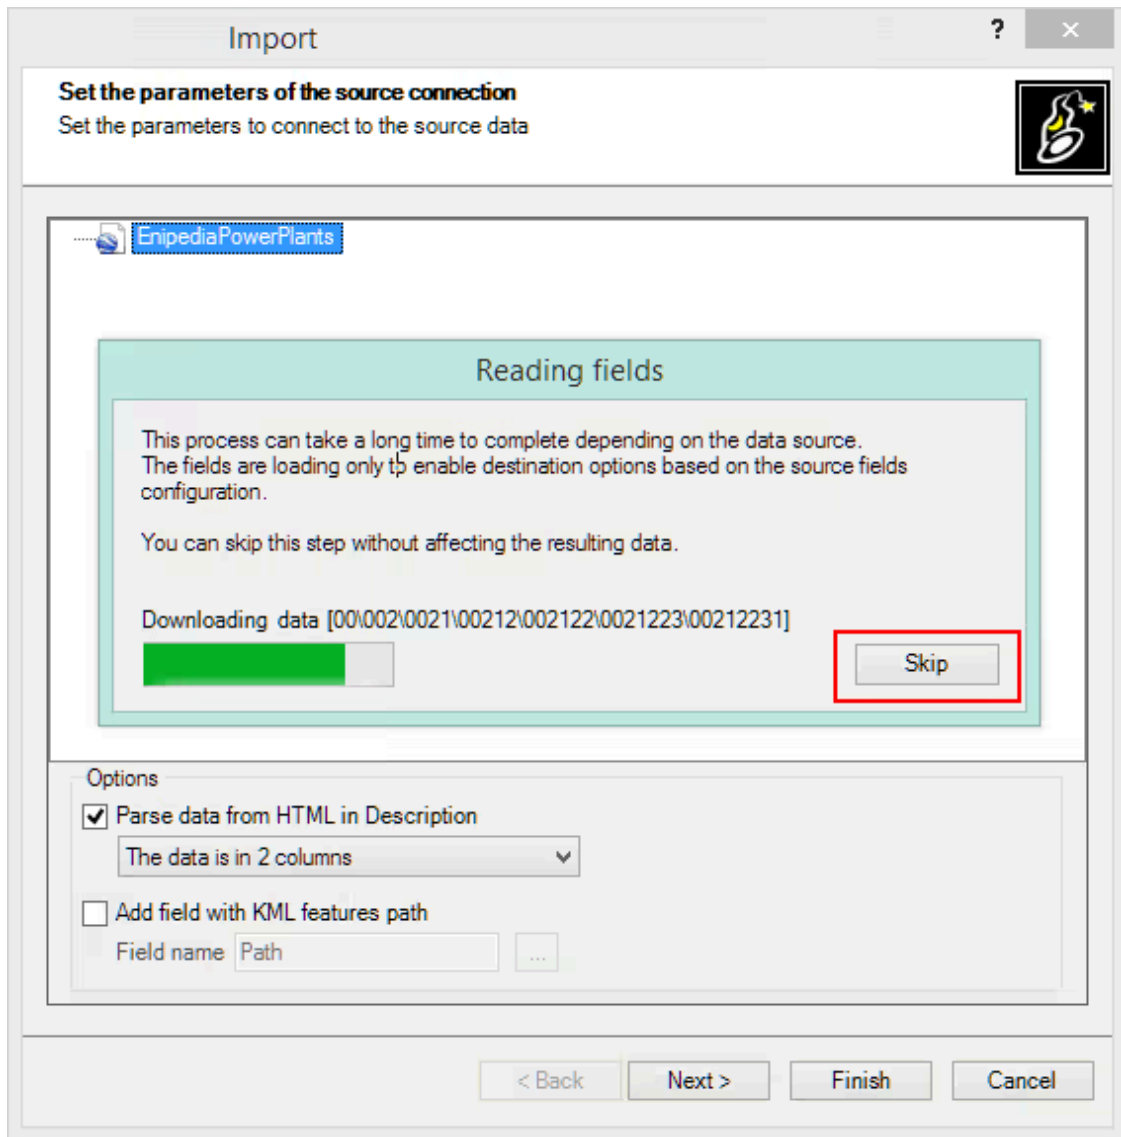 Import
?
Set the parameters of the source connection
Set the parameters to connect to the source data
EnipediaPowerPlants
Reading fields
This process can take a long time to complete depending on the data source.
The fields are loading only to enable destination options based on the source fields
configuration.
You can skip this step without affecting the resulting data.
Downloading data [00\002\0021\00212\002122\0021223\00212231]
Skip
Options
Parse data from HTML in Description
The data is in 2 columns
Add field with KML features path
Field name Path ...
< Back Next > Finish Cancel